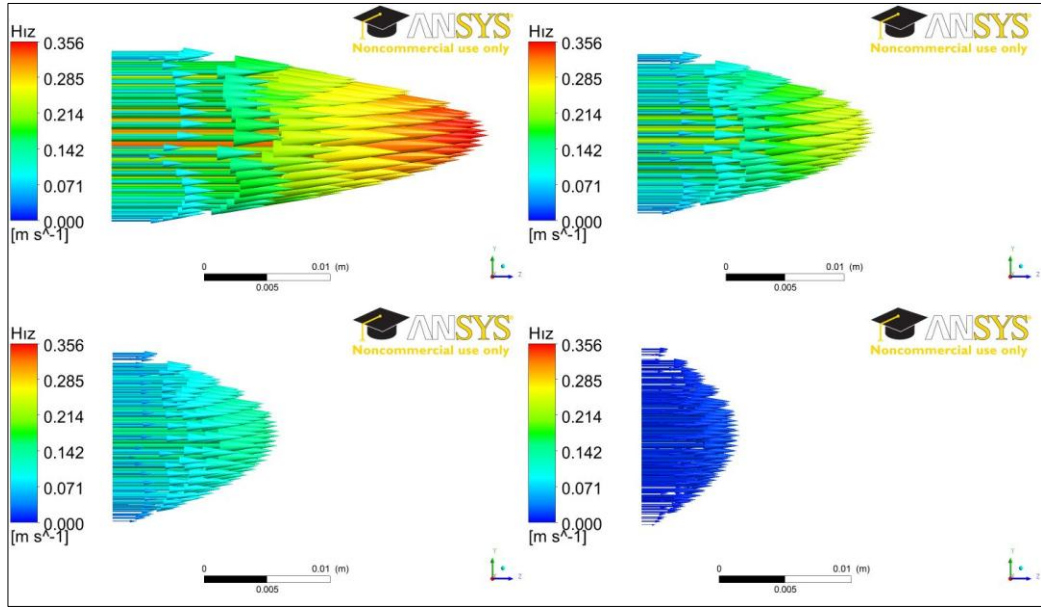 Hız
0.356
0.285
0.214
0.142
0.071
0.000
[m s^-1]
ANSYS
Noncommercial use only
0 0.01 (m)
0.005
Y
Z
Hız
0.356
0.285
0.214
0.142
0.071
0.000
[m s^-1]
ANSYS
Noncommercial use only
0 0.01 (m)
0.005
Y
Z
Hız
0.356
0.285
0.214
0.142
0.071
0.000
[m s^-1]
ANSYS
Noncommercial use only
0 0.01 (m)
0.005
Y
Z
Hız
0.356
0.285
0.214
0.142
0.071
0.000
[m s^-1]
ANSYS
Noncommercial use only
0 0.01 (m)
0.005
Y
Z